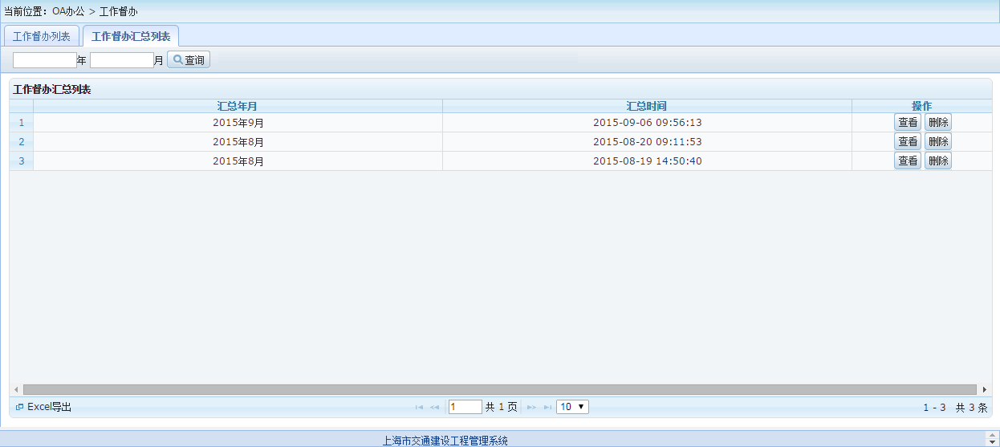 当前位置：OA办公 > 工作督办
工作督办列表 工作督办汇总列表
年 月 查询
工作督办汇总列表
汇总年月 汇总时间 操作
1 2015年9月 2015-09-06 09:56:13 查看 删除
2 2015年8月 2015-08-20 09:11:53 查看 删除
3 2015年8月 2015-08-19 14:50:40 查看 删除
Excel导出 1 共 1 页 10 1 - 3 共 3 条
上海市交通建设工程管理系统